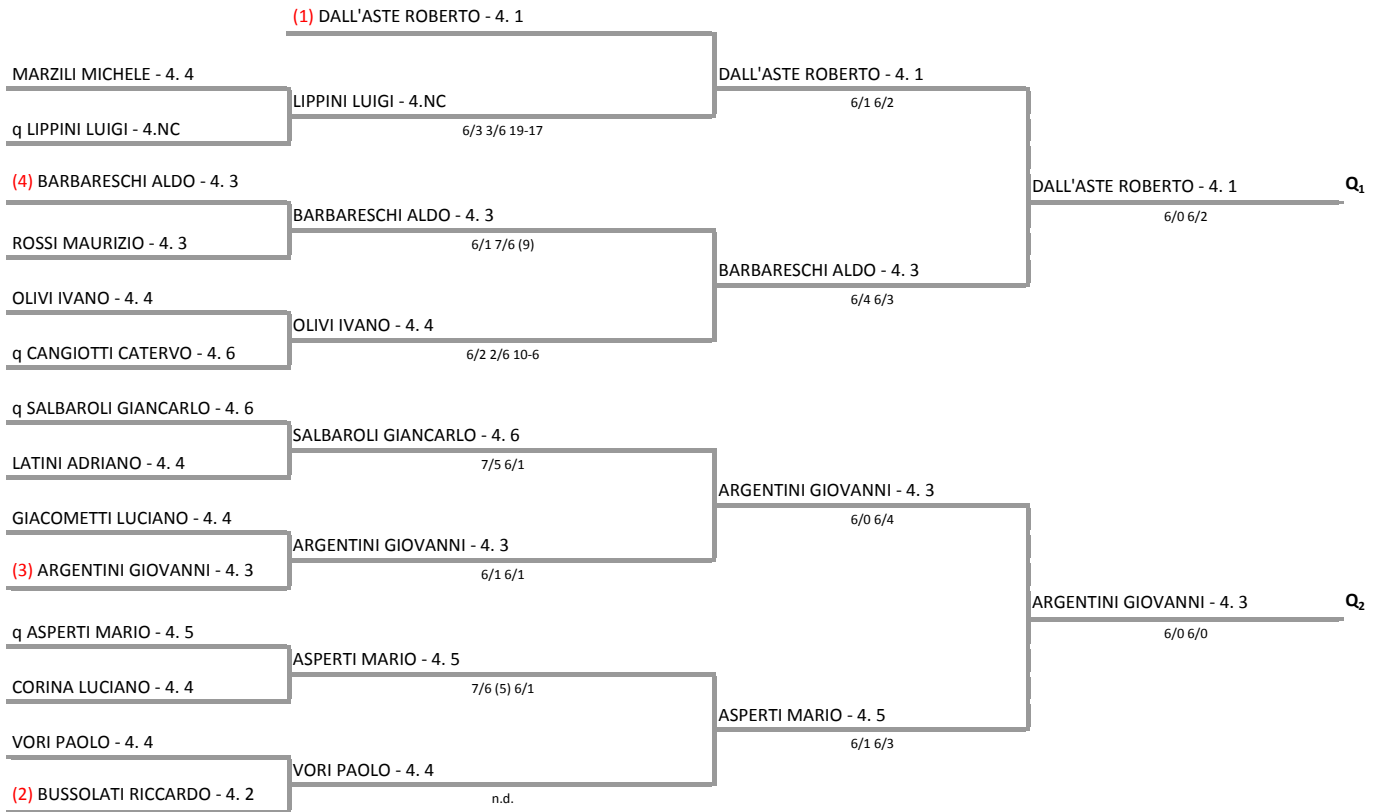 (1) DALL'ASTE ROBERTO - 4. 1
MARZILI MICHELE - 4. 4
DALL'ASTE ROBERTO - 4. 1
LIPPINI LUIGI - 4.NC
6/1 6/2
q LIPPINI LUIGI - 4.NC
6/3 3/6 19-17
(4) BARBARESCHI ALDO - 4. 3
DALL'ASTE ROBERTO - 4. 1
Q₁
BARBARESCHI ALDO - 4. 3
6/0 6/2
ROSSI MAURIZIO - 4. 3
6/1 7/6 (9)
BARBARESCHI ALDO - 4. 3
OLIVI IVANO - 4. 4
6/4 6/3
OLIVI IVANO - 4. 4
q CANGIOTTI CATERVO - 4. 6
6/2 2/6 10-6
q SALBAROLI GIANCARLO - 4. 6
SALBAROLI GIANCARLO - 4. 6
LATINI ADRIANO - 4. 4
7/5 6/1
ARGENTINI GIOVANNI - 4. 3
GIACOMETTI LUCIANO - 4. 4
6/0 6/4
ARGENTINI GIOVANNI - 4. 3
(3) ARGENTINI GIOVANNI - 4. 3
6/1 6/1
ARGENTINI GIOVANNI - 4. 3
Q₂
q ASPERTI MARIO - 4. 5
6/0 6/0
ASPERTI MARIO - 4. 5
CORINA LUCIANO - 4. 4
7/6 (5) 6/1
ASPERTI MARIO - 4. 5
VORI PAOLO - 4. 4
6/1 6/3
VORI PAOLO - 4. 4
(2) BUSSOLATI RICCARDO - 4. 2
n.d.